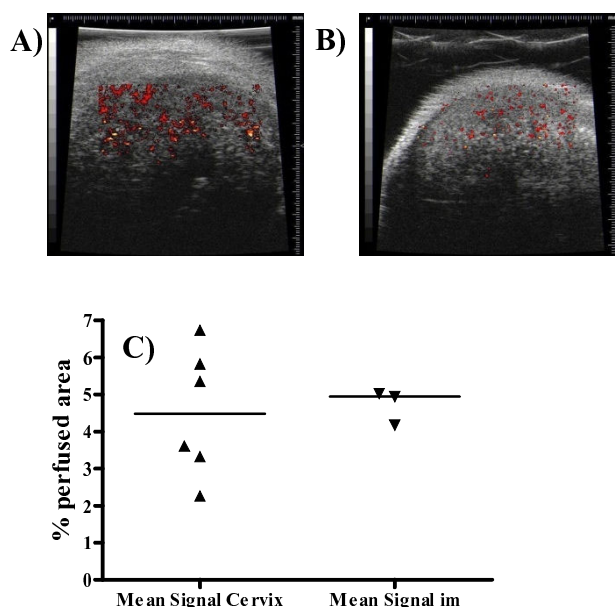 A)
B)
C)
7
6
5
4
3
2
1
0
% perfused area
Mean Signal Cervix
Mean Signal im